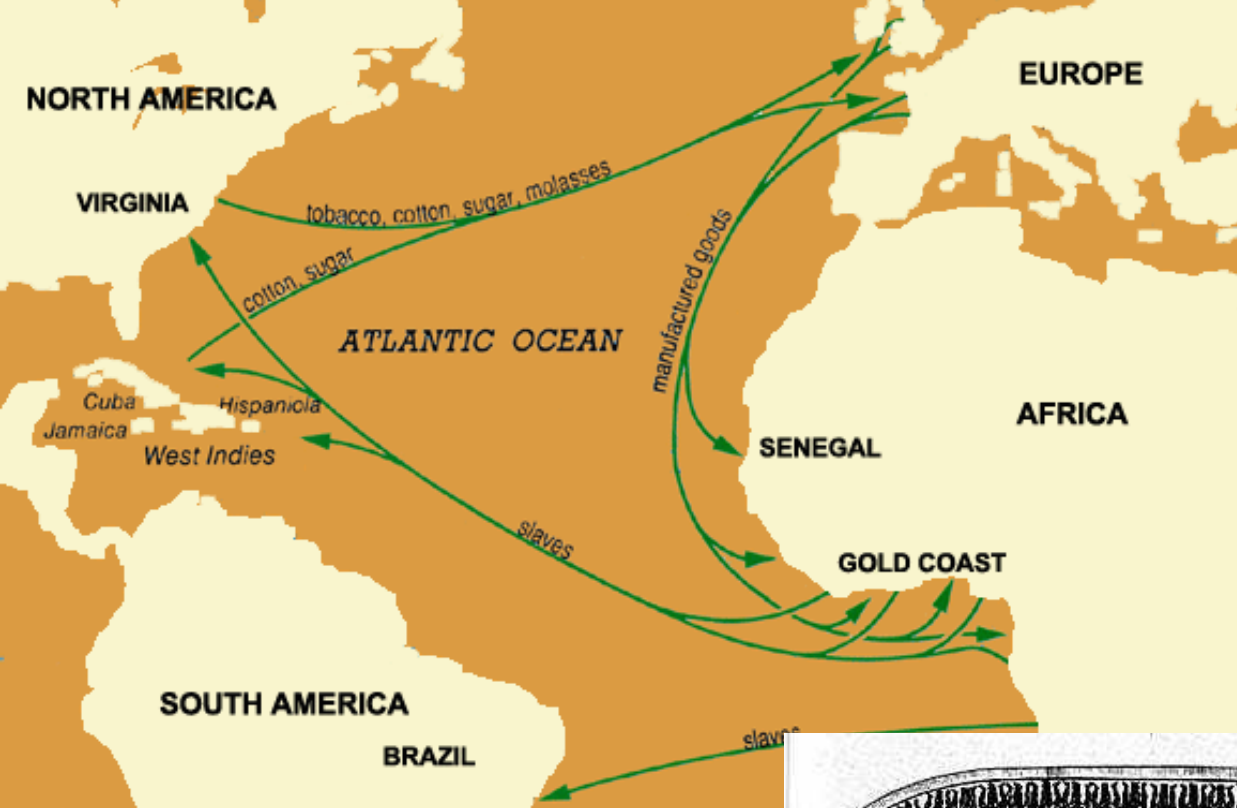 EUROPE
NORTH AMERICA
VIRGINIA
tobacco, cotton, sugar, molasses
cotton, sugar
manufactured goods
ATLANTIC OCEAN
Cuba
Hispaniola
Jamaica
West Indies
AFRICA
SENEGAL
slaves
GOLD COAST
SOUTH AMERICA
BRAZIL
slaves